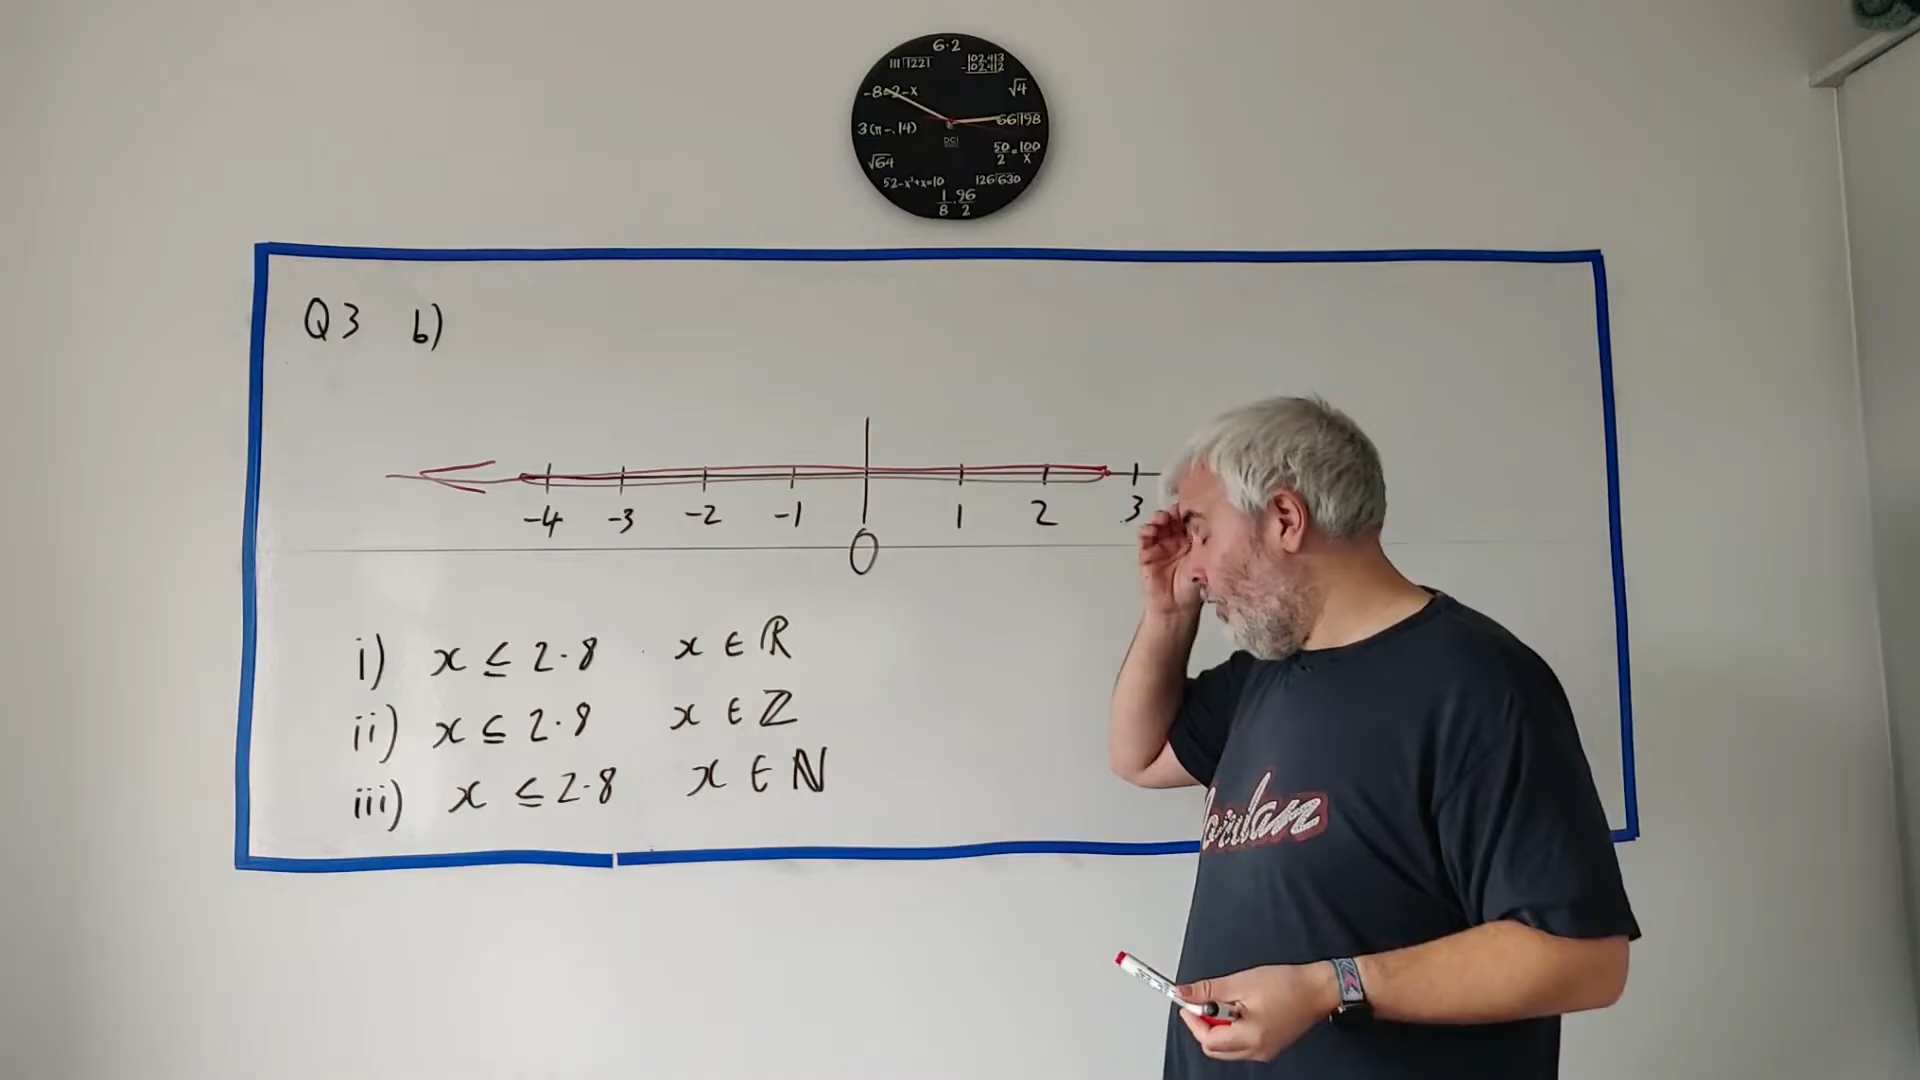 6·2
111⟌1221
102,413
-102,412
-8=2-x
√4
3(π-.14)
66⟌198
DCI
50/2=100/x
√64
52-x²+x=10
126⟌630
1/8·96/2
Q3 b)
-4 -3 -2 -1 0 1 2 3
i) x ≤ 2·8 x ∈ ℝ
ii) x ≤ 2·8 x ∈ ℤ
iii) x ≤ 2·8 x ∈ ℕ
Jordan